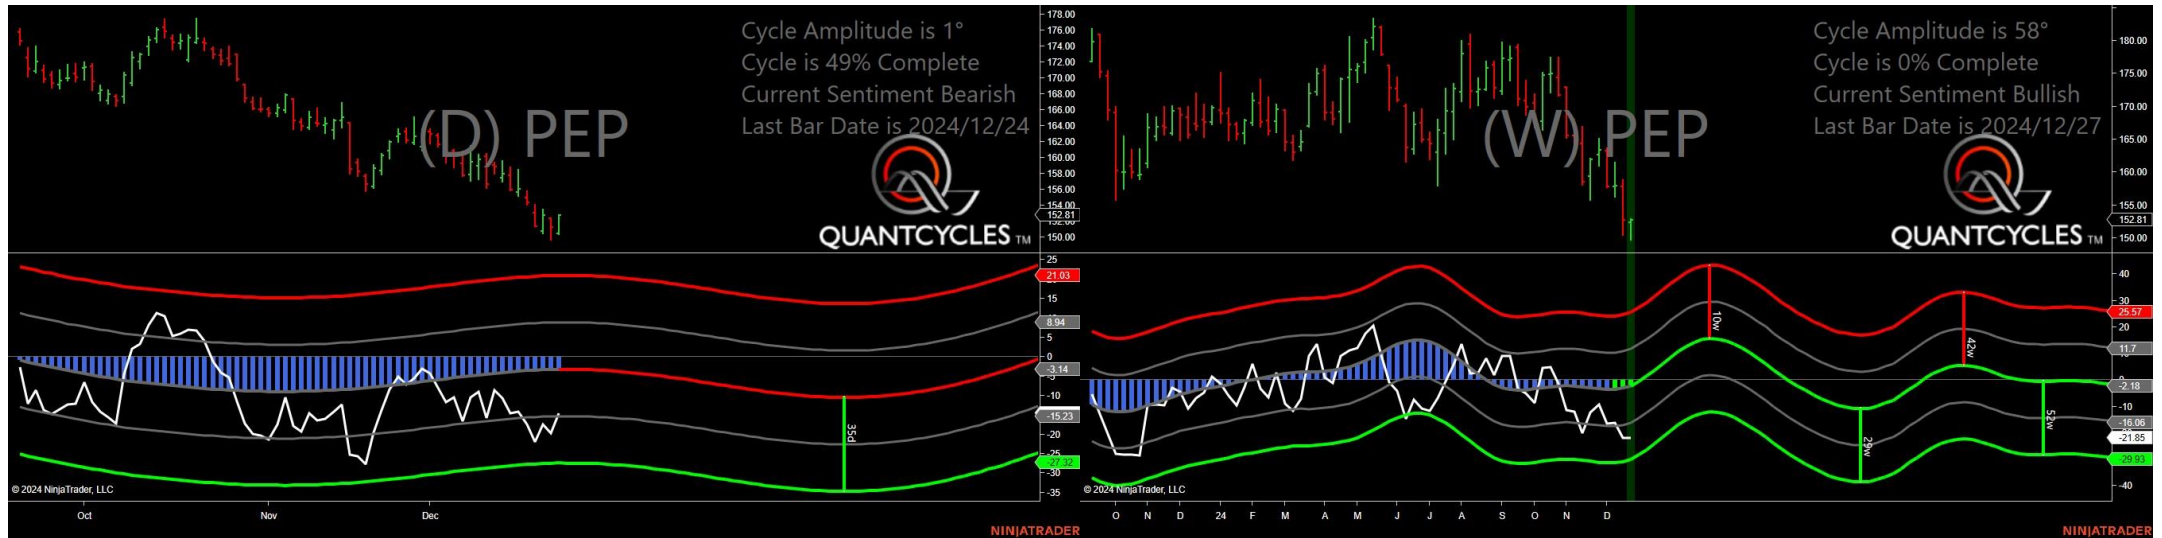 Cycle Amplitude is 1°
Cycle is 49% Complete
Current Sentiment Bearish
Last Bar Date is 2024/12/24
(D) PEP
QUANTCYCLES TM
178.00
176.00
174.00
172.00
170.00
168.00
166.00
164.00
162.00
160.00
158.00
156.00
154.00
152.81
150.00
25
21.03
15
8.94
5
0
-3.14
-10
-15.23
-20
-27.32
-30
-35
35d
© 2024 NinjaTrader, LLC
Oct
Nov
Dec
NINJATRADER
Cycle Amplitude is 58°
Cycle is 0% Complete
Current Sentiment Bullish
Last Bar Date is 2024/12/27
(W) PEP
QUANTCYCLES TM
180.00
175.00
170.00
165.00
160.00
155.00
152.81
150.00
40
30
25.57
20
11.7
-2.18
-10
-16.06
-21.85
-29.93
-40
10w
29w
42w
52w
© 2024 NinjaTrader, LLC
O N D 24 F M A M J J A S O N D
NINJATRADER